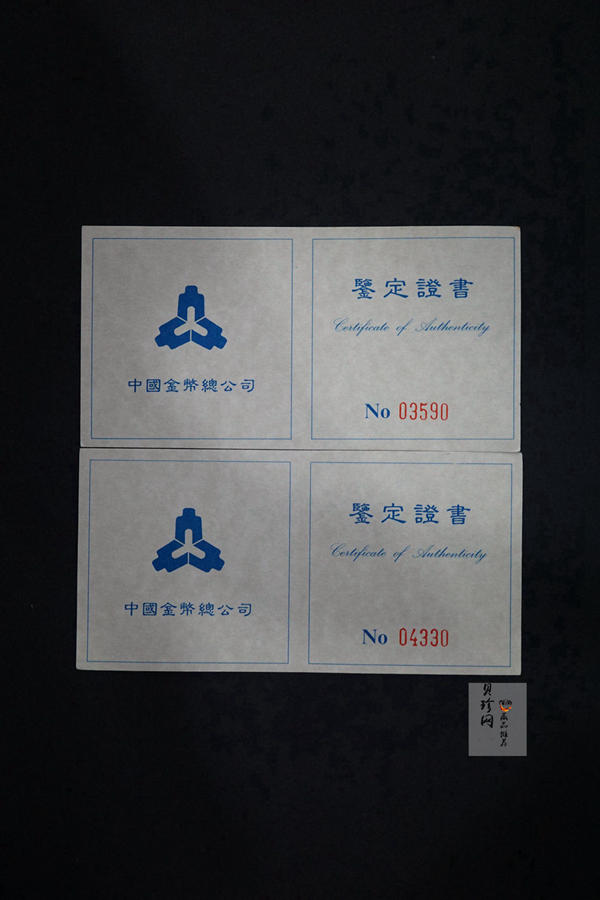 中國金幣總公司
鑒定證書
Certificate of Authenticity
No 03590
中國金幣總公司
鑒定證書
Certificate of Authenticity
No 04330
贝珍网